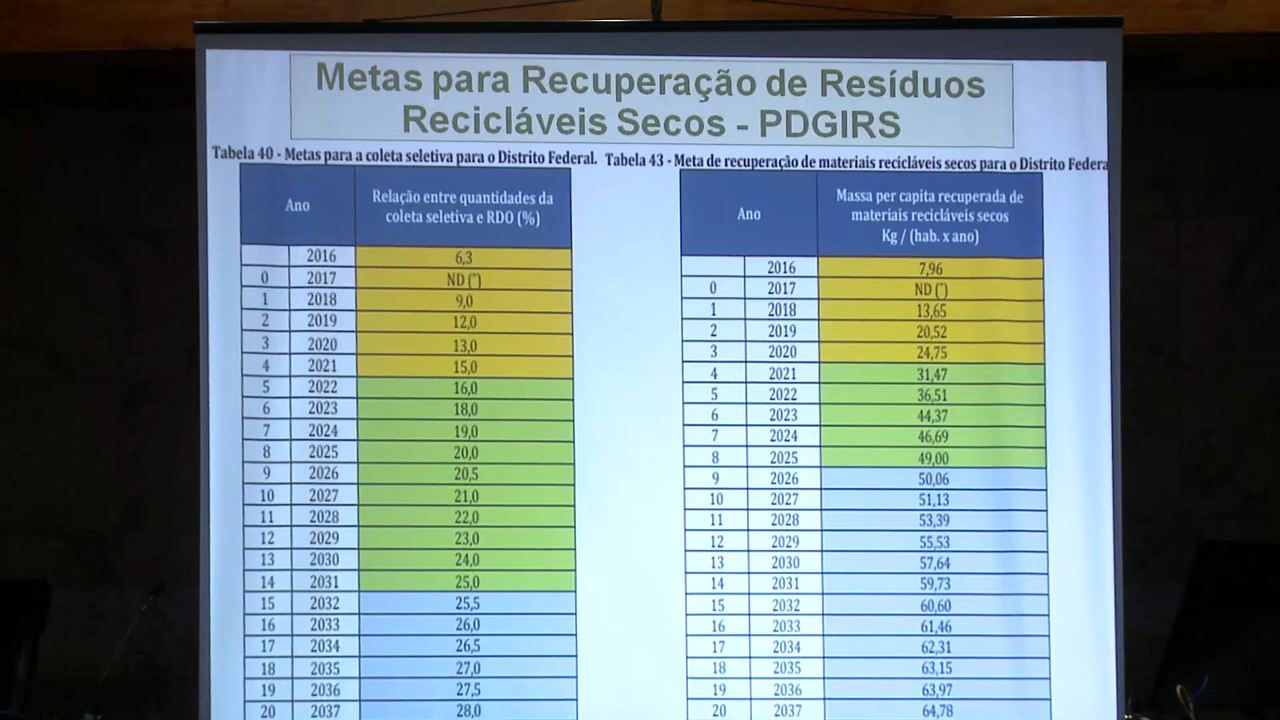 Metas para Recuperação de Resíduos
Recicláveis Secos - PDGIRS
Tabela 40 - Metas para a coleta seletiva para o Distrito Federal.
Ano
Relação entre quantidades da
coleta seletiva e RDO (%)
2016 6,3
0 2017 ND (*)
1 2018 9,0
2 2019 12,0
3 2020 13,0
4 2021 15,0
5 2022 16,0
6 2023 18,0
7 2024 19,0
8 2025 20,0
9 2026 20,5
10 2027 21,0
11 2028 22,0
12 2029 23,0
13 2030 24,0
14 2031 25,0
15 2032 25,5
16 2033 26,0
17 2034 26,5
18 2035 27,0
19 2036 27,5
20 2037 28,0
Tabela 43 - Meta de recuperação de materiais recicláveis secos para o Distrito Federa
Ano
Massa per capita recuperada de
materiais recicláveis secos
Kg / (hab. x ano)
2016 7,96
0 2017 ND (*)
1 2018 13,65
2 2019 20,52
3 2020 24,75
4 2021 31,47
5 2022 36,51
6 2023 44,37
7 2024 46,69
8 2025 49,00
9 2026 50,06
10 2027 51,13
11 2028 53,39
12 2029 55,53
13 2030 57,64
14 2031 59,73
15 2032 60,60
16 2033 61,46
17 2034 62,31
18 2035 63,15
19 2036 63,97
20 2037 64,78